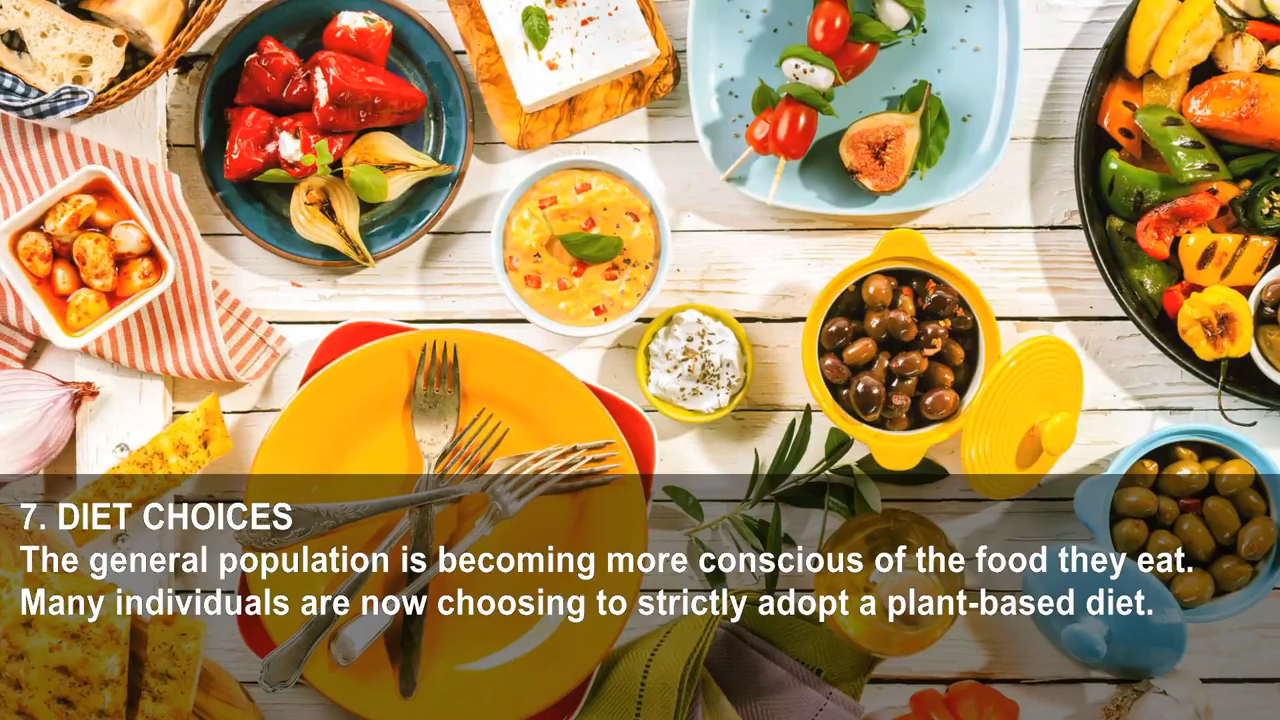 7. DIET CHOICES
The general population is becoming more conscious of the food they eat.
Many individuals are now choosing to strictly adopt a plant-based diet.